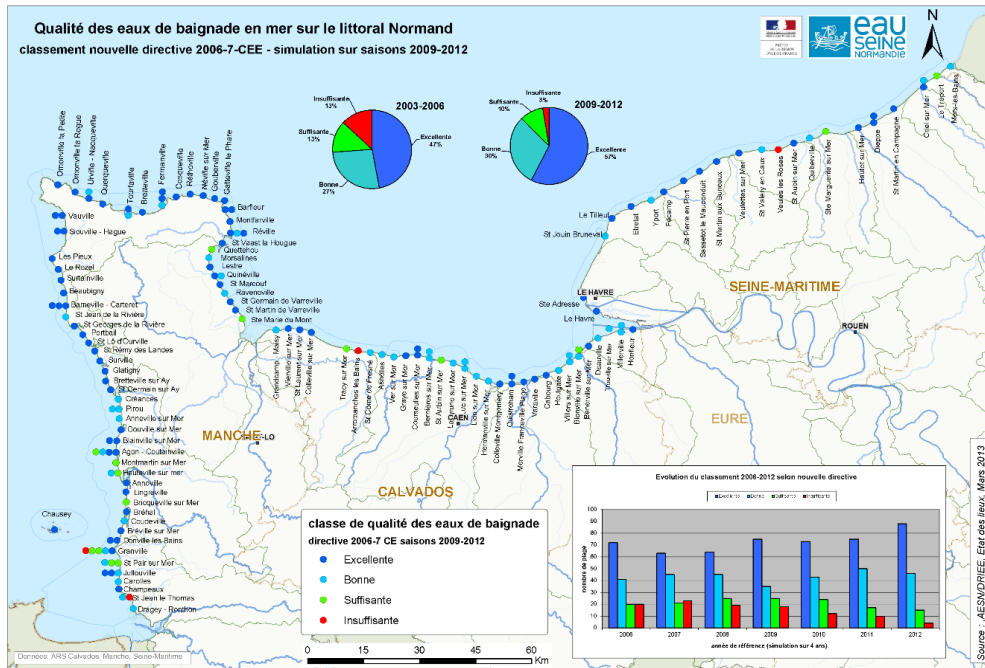 Qualité des eaux de baignade en mer sur le littoral Normand
classement nouvelle directive 2006-7-CEE - simulation sur saisons 2009-2012
eau
SEINE
NORMANDIE
N
2003-2006
Insuffisante
13%
Suffisante
13%
Excellente
47%
Bonne
27%
2009-2012
Insuffisante
3%
Suffisante
10%
Bonne
30%
Excellente
57%
Omonville la Petite
Omonville la Rogue
Urville - Nacqueville
Querqueville
Tourlaville
Bretteville
Fermanville
Cosqueville
Réthoville
Néville sur Mer
Gouberville
Gatteville le Phare
Barfleur
Montfarville
Réville
St Vaast la Hougue
Quettehou
Morsalines
Lestre
Quinéville
St Marcouf
Ravenoville
St Germain de Varreville
St Martin de Varreville
Ste Marie du Mont
Vauville
Siouville - Hague
Les Pieux
Le Rozel
Surtainville
Beaubigny
Barneville - Carteret
St Jean de la Rivière
St Georges de la Rivière
Portbail
St Lô d'Ourville
St Rémy des Landes
Surville
Glatigny
Bretteville sur Ay
St Germain sur Ay
Créances
Pirou
Anneville sur Mer
Gouville sur Mer
Blainville sur Mer
Agon - Coutainville
Montmartin sur Mer
Hauteville sur mer
Annoville
Lingreville
Bricqueville sur Mer
Bréhal
Coudeville
Bréville sur Mer
Donville les Bains
Granville
St Pair sur Mer
Jullouville
Carolles
Champeaux
St Jean le Thomas
Dragey - Ronthon
Chausey
Grandcamp - Maisy
Vierville sur Mer
St Laurent sur Mer
Colleville sur Mer
Tracy sur Mer
Arromanches les Bains
St Côme de Fresné
Asnelles
Ver sur Mer
Graye sur Mer
Courseulles sur Mer
Bernières sur Mer
St Aubin sur Mer
Langrune sur Mer
Luc sur Mer
Lion sur Mer
Hermanville sur Mer
Colleville Montgomery
Ouistreham
Merville Franceville Plage
Varaville
Cabourg
Houlgate
Villers sur Mer
Blonville sur Mer
Bénerville sur Mer
Deauville
Trouville sur Mer
Villerville
Honfleur
Le Havre
Ste Adresse
LE HAVRE
St Jouin Bruneval
Le Tilleul
Etretat
Yport
Fécamp
St Pierre en Port
Sassetot le Mauconduit
St Martin aux Buneaux
Veulettes sur Mer
St Valery en Caux
Veules les Roses
St Aubin sur Mer
Quiberville
Ste Marguerite sur Mer
Hautot sur Mer
Dieppe
St Martin en Campagne
Criel sur Mer
Le Tréport
Mers-les-Bains
SEINE-MARITIME
ROUEN
EURE
CAEN
CALVADOS
MANCHE
classe de qualité des eaux de baignade
directive 2006-7 CE saisons 2009-2012
Excellente
Bonne
Suffisante
Insuffisante
0 10 20 30 40 50 60
Km
Données: ARS Calvados, Manche, Seine-Maritime
Evolution du classement 2006-2012 selon nouvelle directive
Excellente Bonne Suffisante Insuffisante
nombre de plage
100
90
80
70
60
50
40
30
20
10
0
2006 2007 2008 2009 2010 2011 2012
année de référence (simulation sur 4 ans)
Source : .AESN/DRIEE, Etat des lieux, Mars 2013